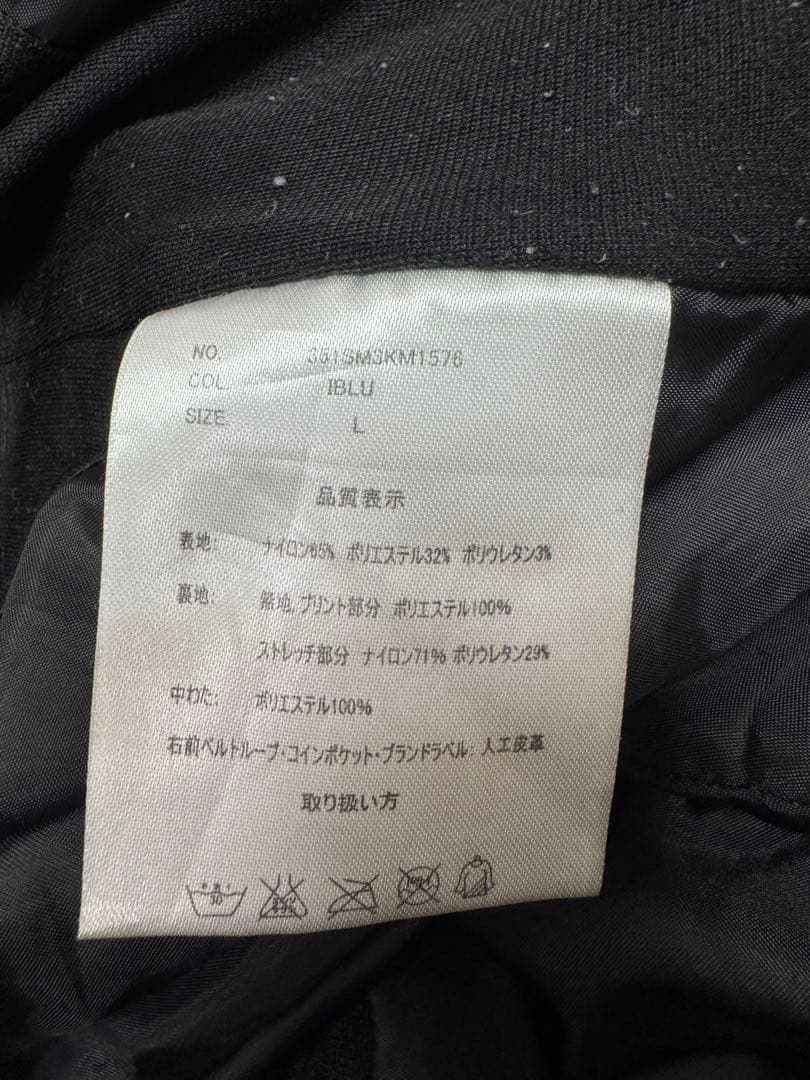 NO. 351SM3KM1576
COL. IBLU
SIZE L
品質表示
表地: ナイロン65% ポリエステル32% ポリウレタン3%
裏地: 無地,プリント部分 ポリエステル100%
ストレッチ部分 ナイロン71% ポリウレタン29%
中わた: ポリエステル100%
右前ベルトループ・コインポケット・ブランドラベル: 人工皮革
取り扱い方
30